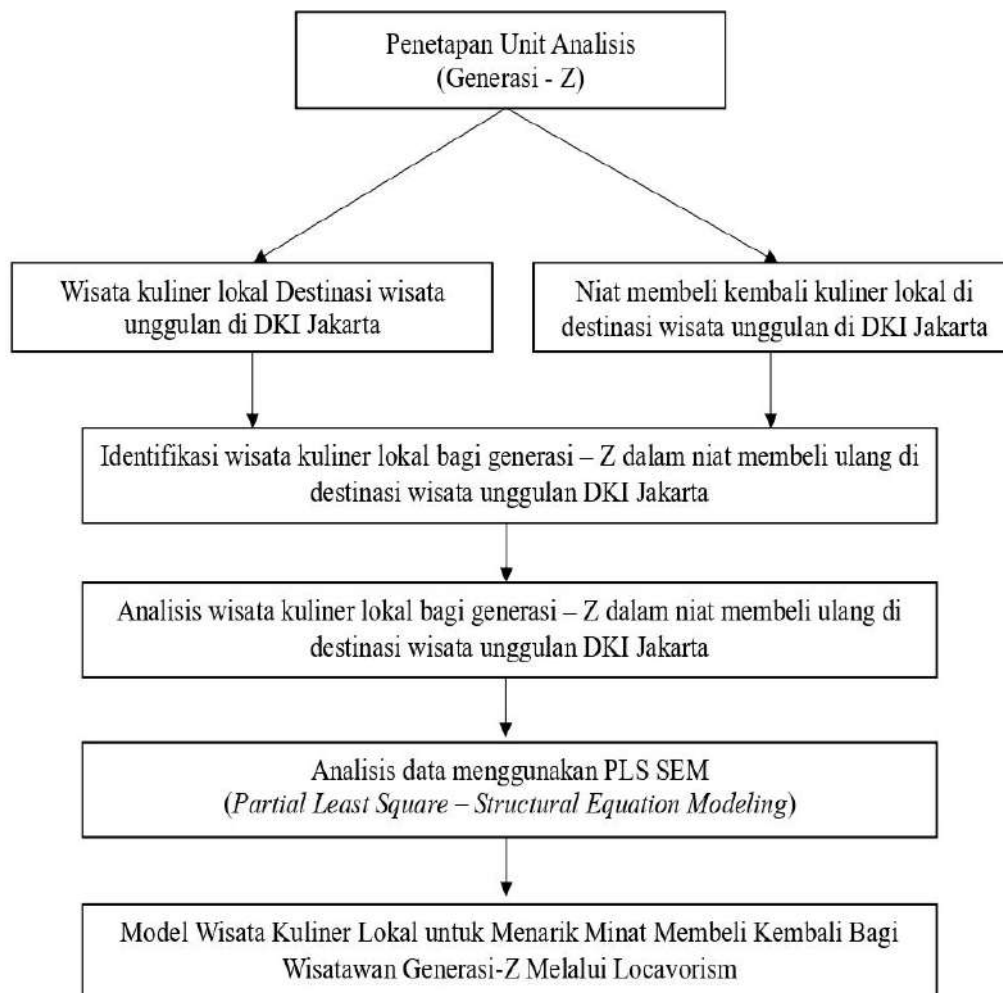 Penetapan Unit Analisis
(Generasi - Z)
Wisata kuliner lokal Destinasi wisata
unggulan di DKI Jakarta
Niat membeli kembali kuliner lokal di
destinasi wisata unggulan di DKI Jakarta
Identifikasi wisata kuliner lokal bagi generasi – Z dalam niat membeli ulang di
destinasi wisata unggulan DKI Jakarta
Analisis wisata kuliner lokal bagi generasi – Z dalam niat membeli ulang di
destinasi wisata unggulan DKI Jakarta
Analisis data menggunakan PLS SEM
(Partial Least Square – Structural Equation Modeling)
Model Wisata Kuliner Lokal untuk Menarik Minat Membeli Kembali Bagi
Wisatawan Generasi-Z Melalui Locavorism